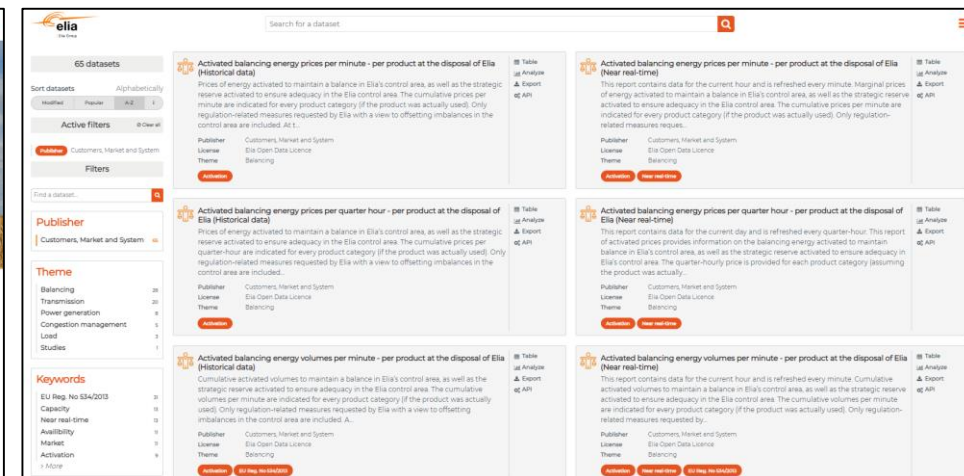 elia
Elia Group
Search for a dataset
65 datasets
Sort datasets
Alphabetically
Modified
Popular
A-Z
Active filters
Clear all
Publisher
Customers, Market and System
Filters
Find a dataset...
Publisher
Customers, Market and System 65
Theme
Balancing 28
Transmission 20
Power generation 8
Congestion management 5
Load 3
Studies 1
Keywords
EU Reg. No 534/2013
Capacity
Near real-time
Availibility
Market
Activation 9
> More
Activated balancing energy prices per minute - per product at the disposal of Elia
(Historical data)
Prices of energy activated to maintain a balance in Elia's control area, as well as the strategic
reserve activated to ensure adequacy in the Elia control area. The cumulative prices per
minute are indicated for every product category (if the product was actually used). Only
regulation-related measures requested by Elia with a view to offsetting imbalances in the
control area are included. At t...
Publisher Customers, Market and System
License Elia Open Data Licence
Theme Balancing
Activation
Table
Analyze
Export
API
Activated balancing energy prices per minute - per product at the disposal of Elia
(Near real-time)
This report contains data for the current hour and is refreshed every minute. Marginal prices
of energy activated to maintain a balance in Elia's control area, as well as the strategic reserve
activated to ensure adequacy in the Elia control area. The cumulative prices per minute are
indicated for every product category (if the product was actually used). Only regulation-
related measures reques...
Publisher Customers, Market and System
License Elia Open Data Licence
Theme Balancing
Activation Near real-time
Table
Analyze
Export
API
Activated balancing energy prices per quarter hour - per product at the disposal of
Elia (Historical data)
Prices of energy activated to maintain a balance in Elia's control area, as well as the strategic
reserve activated to ensure adequacy in the Elia control area. The cumulative prices per
quarter-hour are indicated for every product category (if the product was actually used). Only
regulation-related measures requested by Elia with a view to offsetting imbalances in the
control area are included...
Publisher Customers, Market and System
License Elia Open Data Licence
Theme Balancing
Activation
Table
Analyze
Export
API
Activated balancing energy prices per quarter hour - per product at the disposal of
Elia (Near real-time)
This report contains data for the current day and is refreshed every quarter-hour. This report
of activated prices provides information on the balancing energy activated to maintain
balance in Elia's control area, as well as the strategic reserve activated to ensure adequacy in
Elia's control area. The quarter-hourly price is provided for each product category (assuming
the product was actually...
Publisher Customers, Market and System
License Elia Open Data Licence
Theme Balancing
Activation Near real-time
Table
Analyze
Export
API
Activated balancing energy volumes per minute - per product at the disposal of Elia
(Historical data)
Cumulative activated volumes to maintain a balance in Elia's control area, as well as the
strategic reserve activated to ensure adequacy in the Elia control area. The cumulative
volumes per minute are indicated for every product category (if the product was actually
used). Only regulation-related measures requested by Elia with a view to offsetting
imbalances in the control area are included. A...
Publisher Customers, Market and System
License Elia Open Data Licence
Theme Balancing
Activation EU Reg. No 534/2013
Table
Analyze
Export
API
Activated balancing energy volumes per minute - per product at the disposal of Elia
(Near real-time)
This report contains data for the current hour and is refreshed every minute. Cumulative
activated volumes to maintain a balance in Elia's control area, as well as the strategic reserve
activated to ensure adequacy in the Elia control area. The cumulative volumes per minute
are indicated for every product category (if the product was actually used). Only regulation-
related measures requested by...
Publisher Customers, Market and System
License Elia Open Data Licence
Theme Balancing
Activation Near real-time EU Reg. No 534/2013
Table
Analyze
Export
API